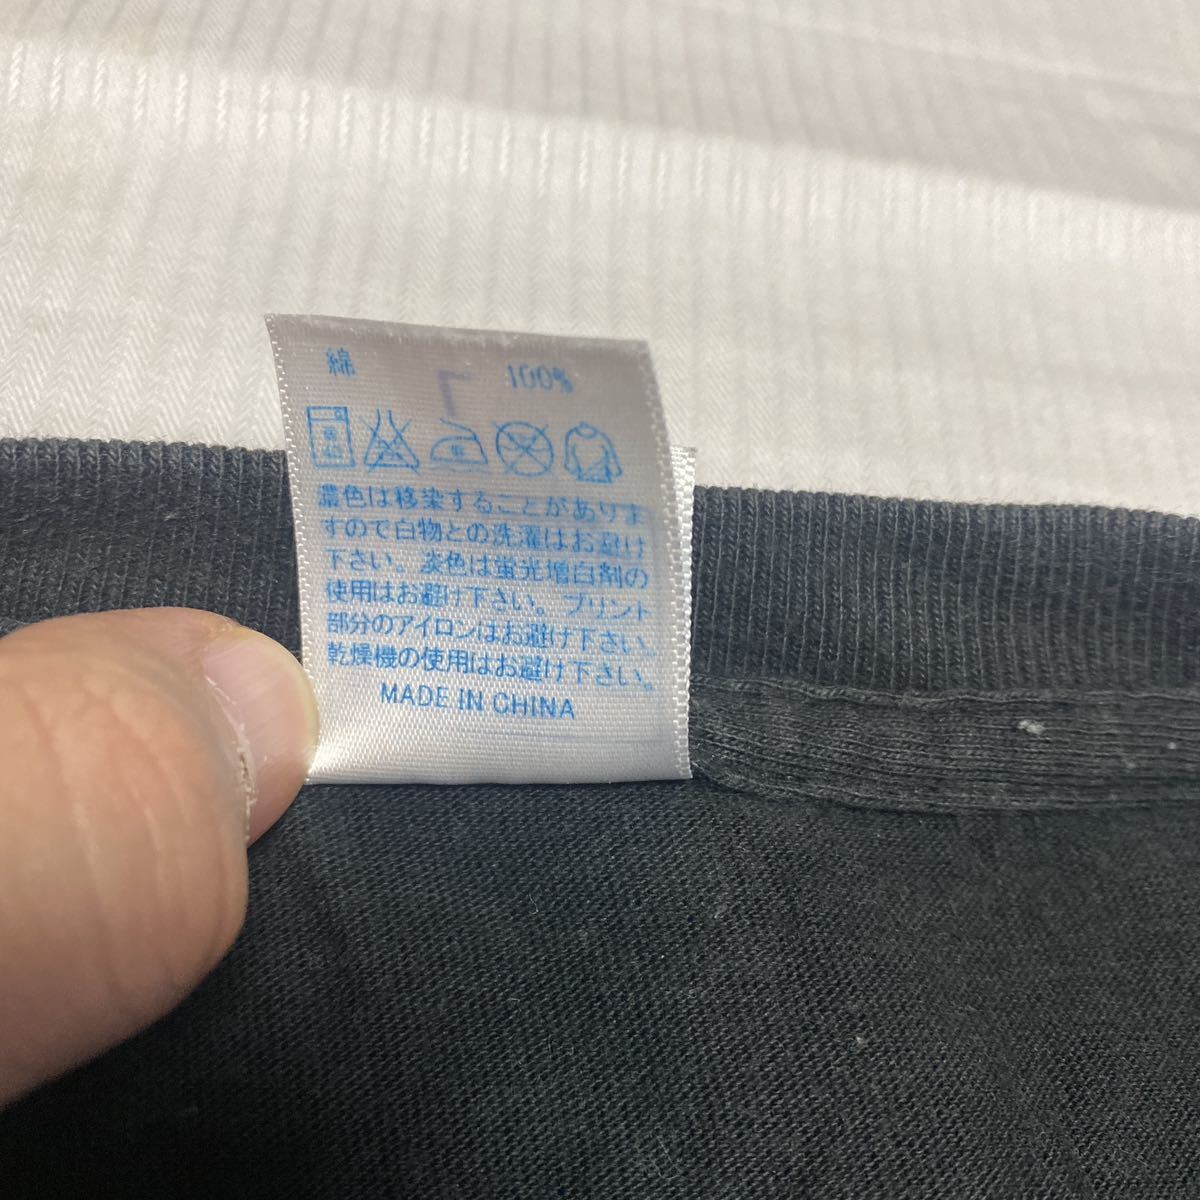 綿 100%
濃色は移染することがありま
すので白物との洗濯はお避け
下さい。淡色は蛍光増白剤の
使用はお避け下さい。プリント
部分のアイロンはお避け下さい。
乾燥機の使用はお避け下さい。
MADE IN CHINA